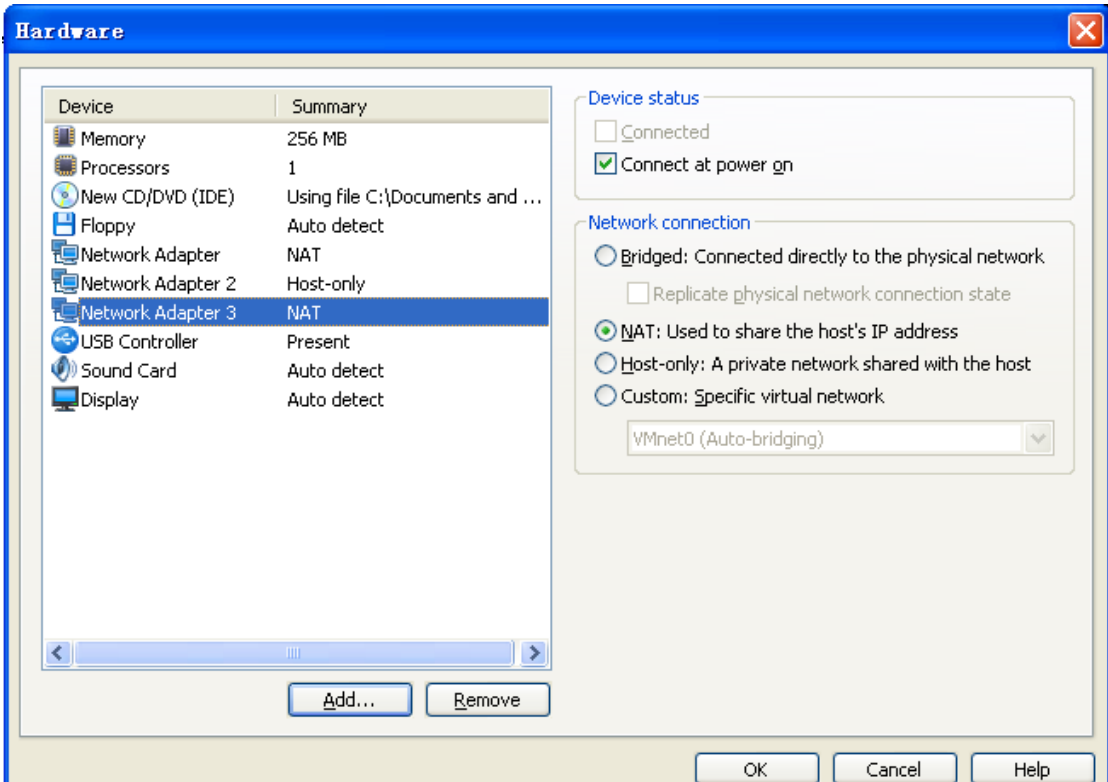 Hardware
Device Summary
Memory 256 MB
Processors 1
New CD/DVD (IDE) Using file C:\Documents and ...
Floppy Auto detect
Network Adapter NAT
Network Adapter 2 Host-only
Network Adapter 3 NAT
USB Controller Present
Sound Card Auto detect
Display Auto detect
Add... Remove
Device status
Connected
Connect at power on
Network connection
Bridged: Connected directly to the physical network
Replicate physical network connection state
NAT: Used to share the host's IP address
Host-only: A private network shared with the host
Custom: Specific virtual network
VMnet0 (Auto-bridging)
OK Cancel Help